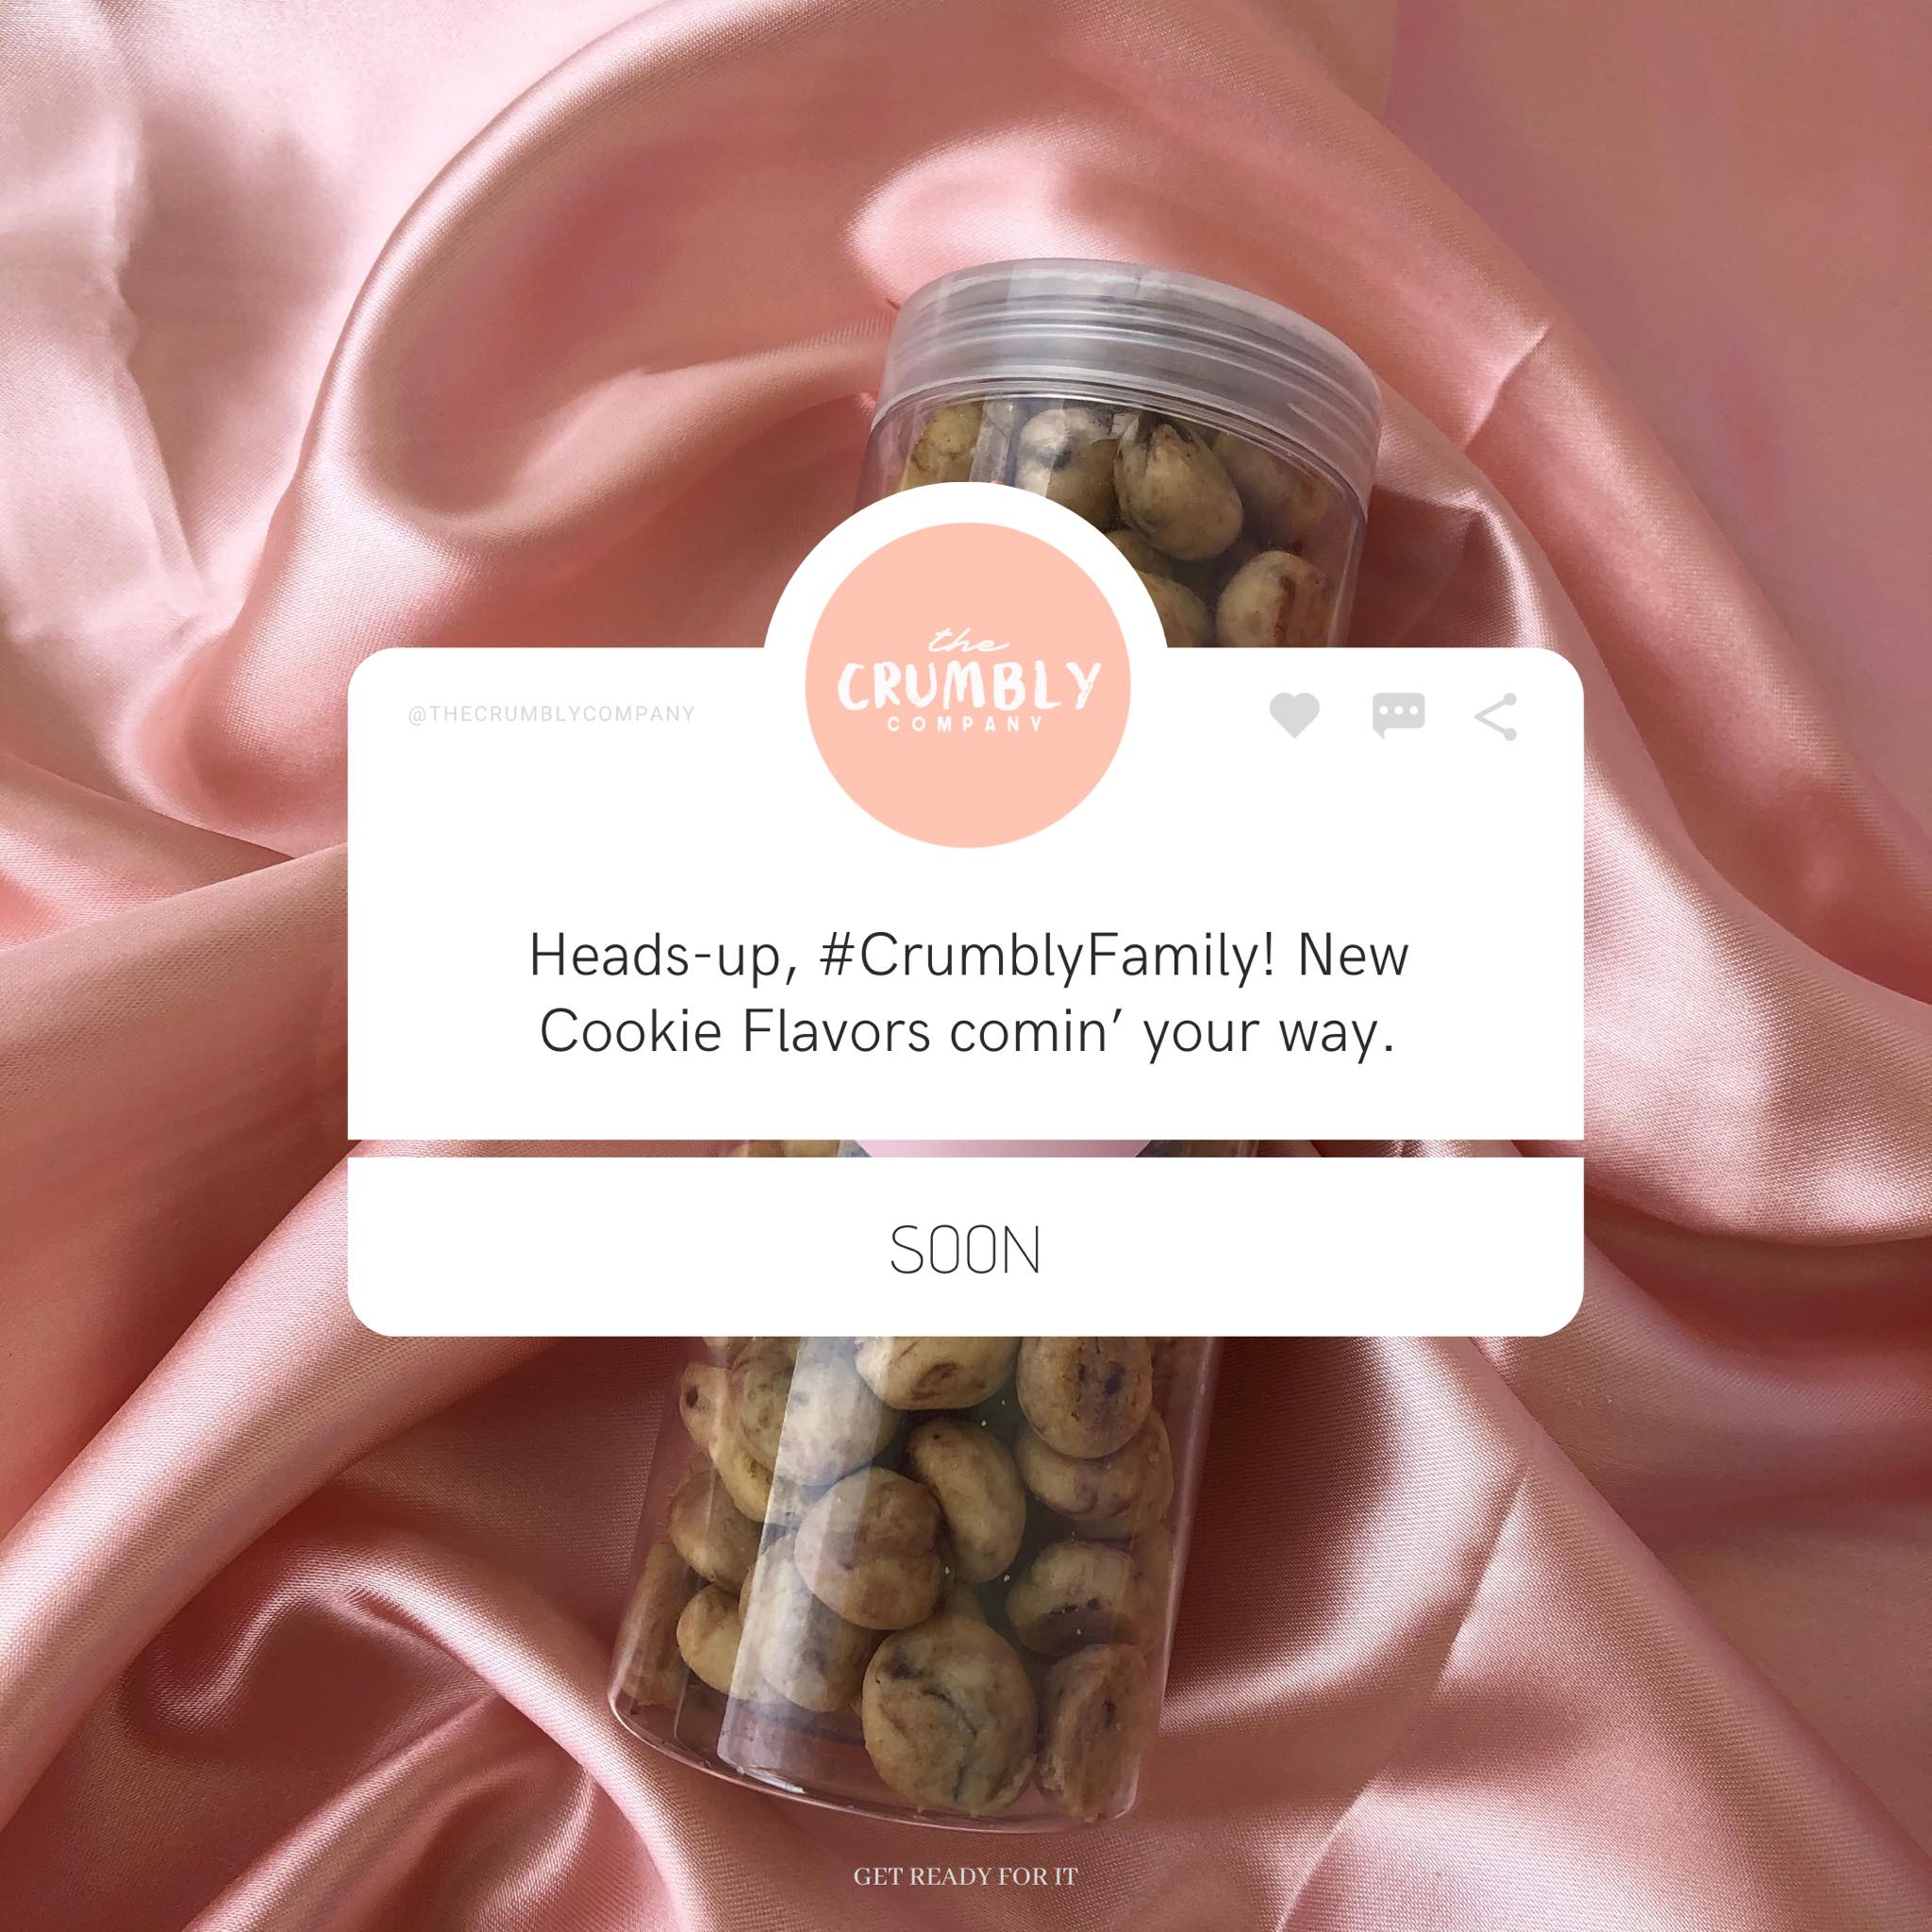 the
CRUMBLY
COMPANY
@THECRUMBLYCOMPANY
Heads-up, #CrumblyFamily! New
Cookie Flavors comin’ your way.
SOON
GET READY FOR IT